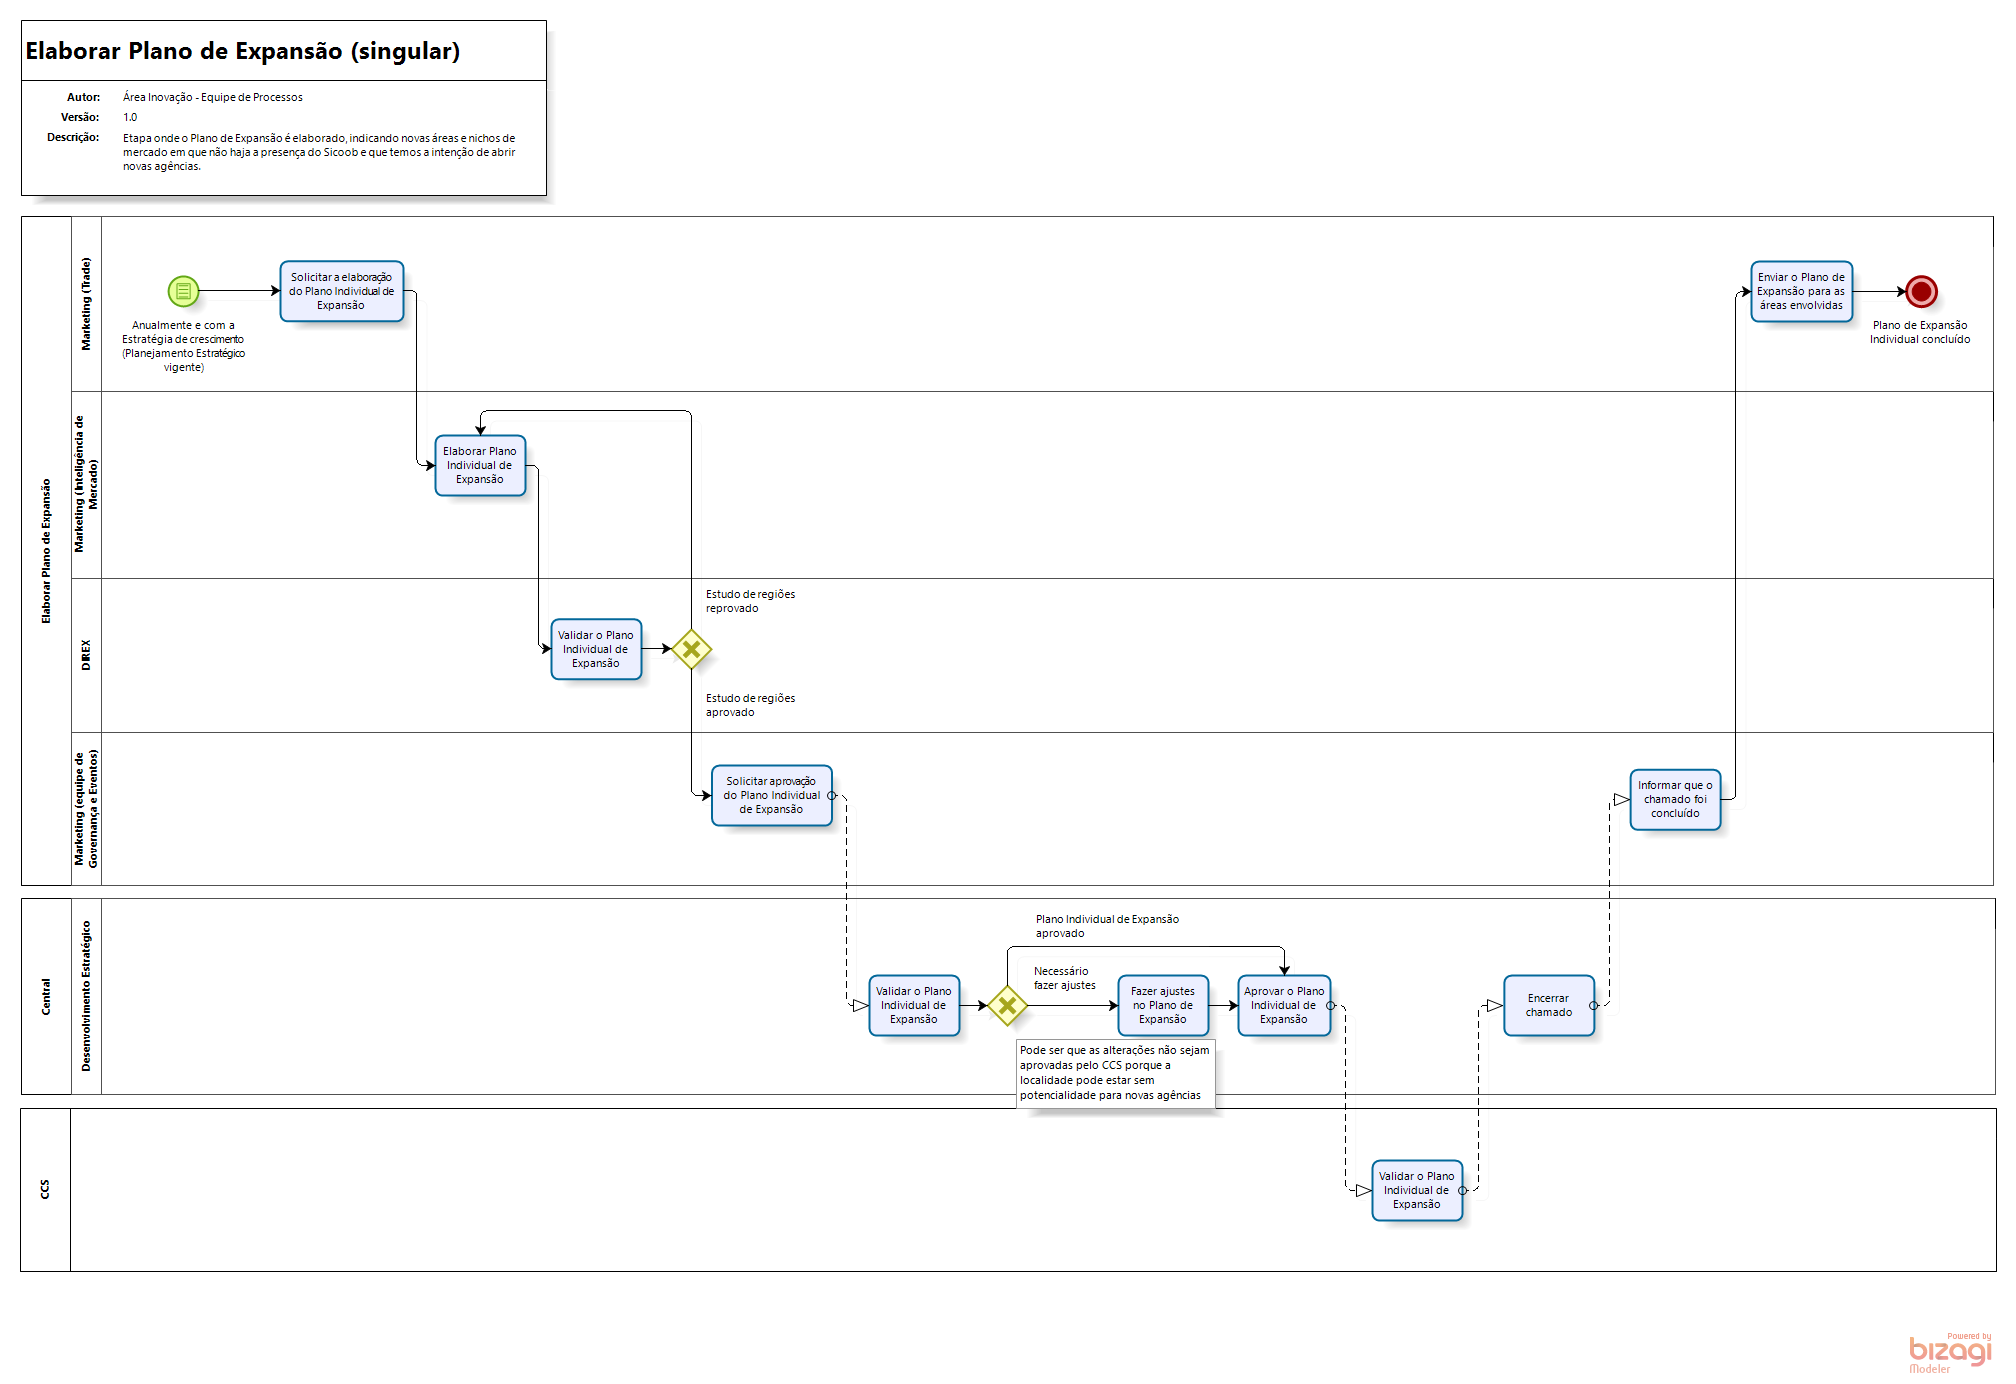 Elaborar Plano de Expansão (singular)
Autor: Área Inovação - Equipe de Processos
Versão: 1.0
Descrição: Etapa onde o Plano de Expansão é elaborado, indicando novas áreas e nichos de
mercado em que não haja a presença do Sicoob e que temos a intenção de abrir
novas agências.
Elaborar Plano de Expansão
Marketing (Trade)
Anualmente e com a
Estratégia de crescimento
(Planejamento Estratégico
vigente)
Solicitar a elaboração
do Plano Individual de
Expansão
Enviar o Plano de
Expansão para as
áreas envolvidas
Plano de Expansão
Individual concluído
Marketing (Inteligência de
Mercado)
Elaborar Plano
Individual de
Expansão
DIREX
Validar o Plano
Individual de
Expansão
Estudo de regiões
reprovado
Estudo de regiões
aprovado
Marketing (equipe de
Governança e Eventos)
Solicitar aprovação
do Plano Individual
de Expansão
Informar que o
chamado foi
concluído
Central
Desenvolvimento Estratégico
Validar o Plano
Individual de
Expansão
Plano Individual de Expansão
aprovado
Necessário
fazer ajustes
Fazer ajustes
no Plano de
Expansão
Aprovar o Plano
Individual de
Expansão
Encerrar
chamado
Pode ser que as alterações não sejam
aprovadas pelo CCS porque a
localidade pode estar sem
potencialidade para novas agências
CCS
Validar o Plano
Individual de
Expansão
Powered by
bizagi
Modeler